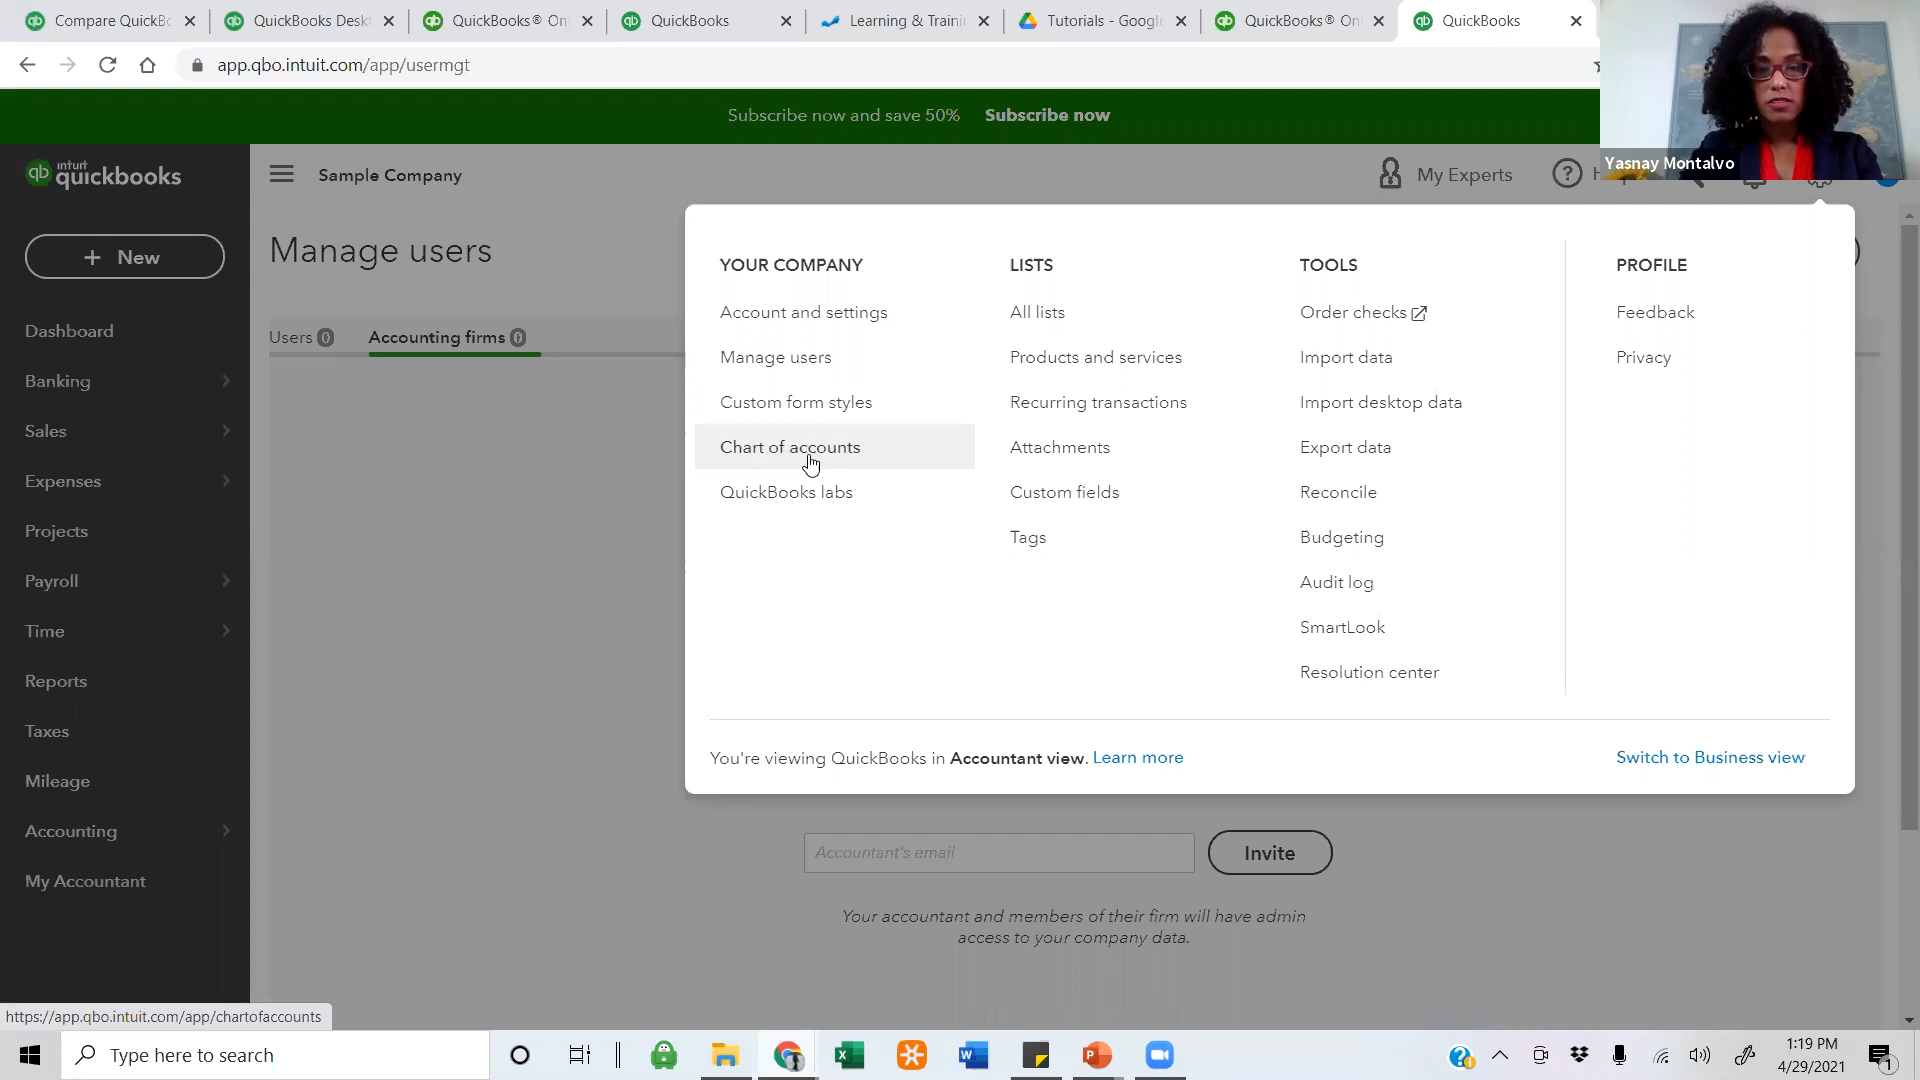 Compare QuickBo
QuickBooks Deskt
QuickBooks® Onl
QuickBooks
Learning & Traini
Tutorials - Google
QuickBooks® Onl
QuickBooks
app.qbo.intuit.com/app/usermgt
Subscribe now and save 50% Subscribe now
Yasnay Montalvo
intuit
quickbooks
Sample Company
My Experts
Manage users
New
Dashboard
Banking
Sales
Expenses
Projects
Payroll
Time
Reports
Taxes
Mileage
Accounting
My Accountant
Users 0
Accounting firms 0
YOUR COMPANY
Account and settings
Manage users
Custom form styles
Chart of accounts
QuickBooks labs
LISTS
All lists
Products and services
Recurring transactions
Attachments
Custom fields
Tags
TOOLS
Order checks
Import data
Import desktop data
Export data
Reconcile
Budgeting
Audit log
SmartLook
Resolution center
PROFILE
Feedback
Privacy
You're viewing QuickBooks in Accountant view. Learn more
Switch to Business view
Accountant's email
Invite
Your accountant and members of their firm will have admin
access to your company data.
https://app.qbo.intuit.com/app/chartofaccounts
Type here to search
1:19 PM
4/29/2021
1